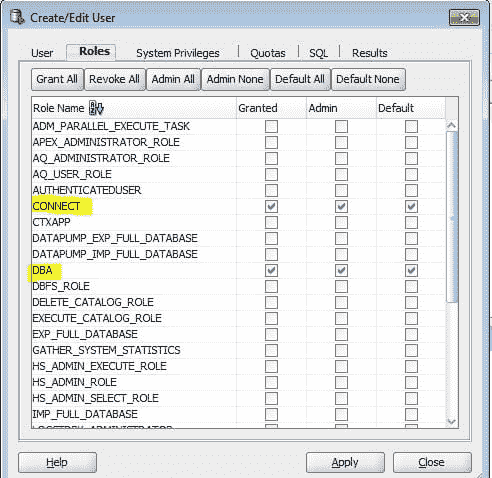 Create/Edit User
User Roles System Privileges Quotas SQL Results
Grant All Revoke All Admin All Admin None Default All Default None
Role Name Granted Admin Default
ADM_PARALLEL_EXECUTE_TASK
APEX_ADMINISTRATOR_ROLE
AQ_ADMINISTRATOR_ROLE
AQ_USER_ROLE
AUTHENTICATEDUSER
CONNECT
CTXAPP
DATAPUMP_EXP_FULL_DATABASE
DATAPUMP_IMP_FULL_DATABASE
DBA
DBFS_ROLE
DELETE_CATALOG_ROLE
EXECUTE_CATALOG_ROLE
EXP_FULL_DATABASE
GATHER_SYSTEM_STATISTICS
HS_ADMIN_EXECUTE_ROLE
HS_ADMIN_ROLE
HS_ADMIN_SELECT_ROLE
IMP_FULL_DATABASE
Help Apply Close